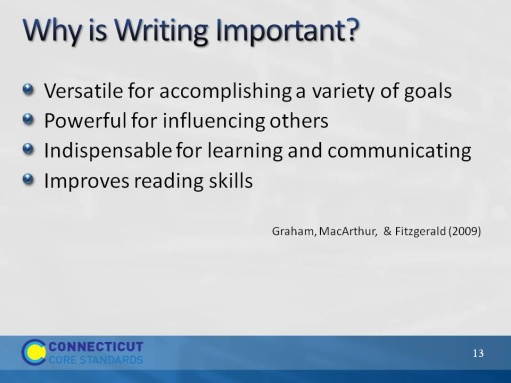 Why is Writing Important?
Versatile for accomplishing a variety of goals
Powerful for influencing others
Indispensable for learning and communicating
Improves reading skills
Graham, MacArthur, & Fitzgerald (2009)
CONNECTICUT
CORE STANDARDS
13